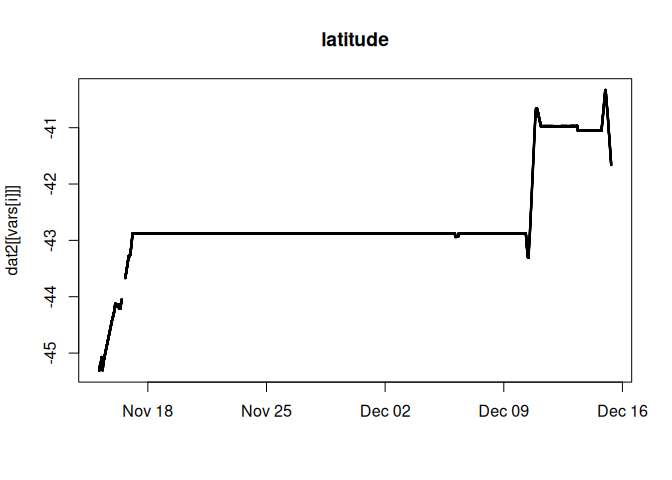 latitude
dat2[[vars[i]]]
-41
-42
-43
-44
-45
Nov 18
Nov 25
Dec 02
Dec 09
Dec 16